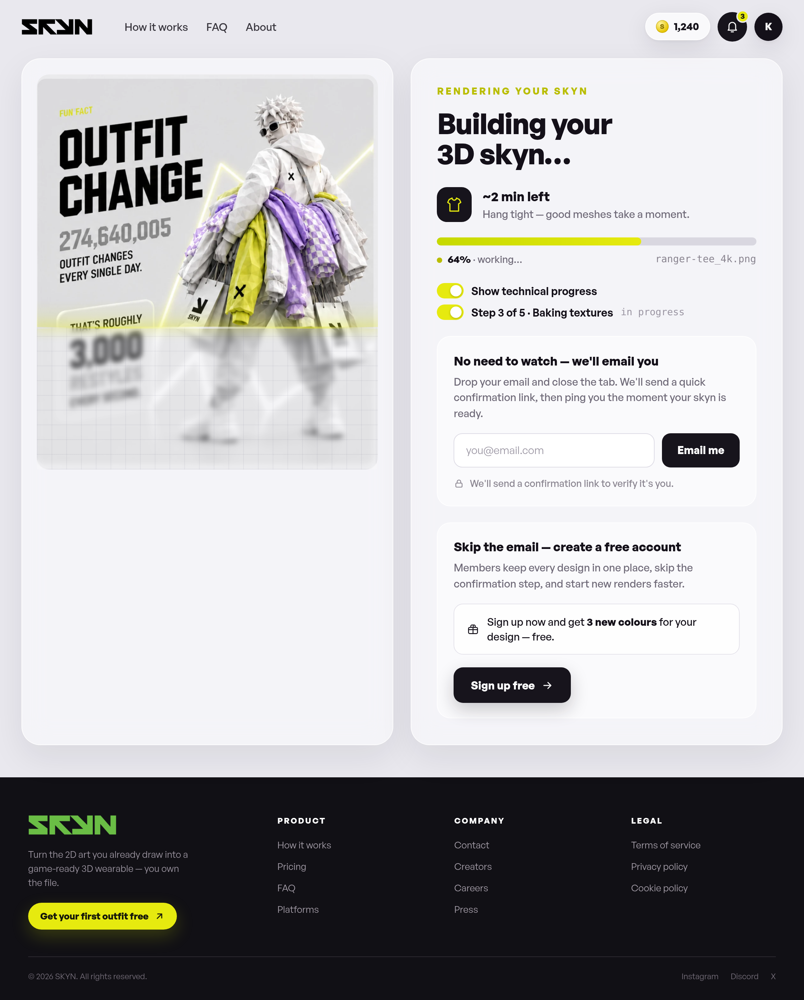 SKYN
How it works
FAQ
About
S
1,240
3
K
FUN FACT
OUTFIT
CHANGE
274,640,005
OUTFIT CHANGES
EVERY SINGLE DAY.
SKYN
THAT'S ROUGHLY
3,000
RESTYLES
EVERY SECOND.
RENDERING YOUR SKYN
Building your
3D skyn...
~2 min left
Hang tight — good meshes take a moment.
64% · working...
ranger-tee_4k.png
Show technical progress
Step 3 of 5 · Baking textures in progress
No need to watch — we'll email you
Drop your email and close the tab. We'll send a quick
confirmation link, then ping you the moment your skyn is
ready.
you@email.com
Email me
We'll send a confirmation link to verify it's you.
Skip the email — create a free account
Members keep every design in one place, skip the
confirmation step, and start new renders faster.
Sign up now and get 3 new colours for your
design — free.
Sign up free →
SKYN
Turn the 2D art you already draw into a
game-ready 3D wearable — you own
the file.
Get your first outfit free
PRODUCT
How it works
Pricing
FAQ
Platforms
COMPANY
Contact
Creators
Careers
Press
LEGAL
Terms of service
Privacy policy
Cookie policy
© 2026 SKYN. All rights reserved.
Instagram
Discord
X